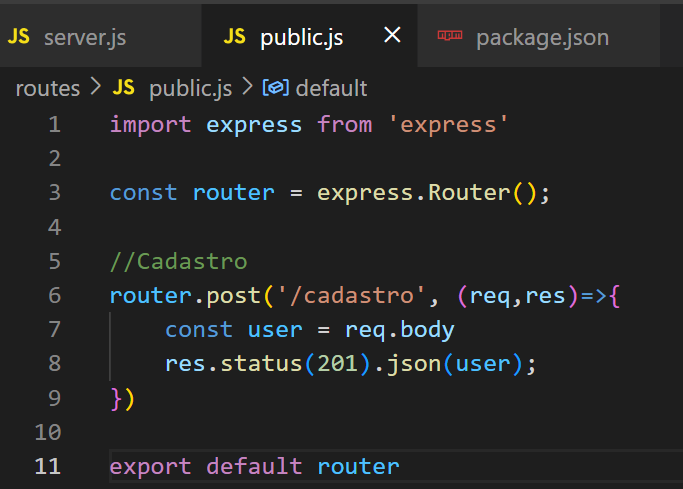 JS server.js JS public.js × npm package.json
routes > JS public.js > default
1 import express from 'express'
2
3 const router = express.Router();
4
5 //Cadastro
6 router.post('/cadastro', (req,res)=>{
7 const user = req.body
8 res.status(201).json(user);
9 })
10
11 export default router